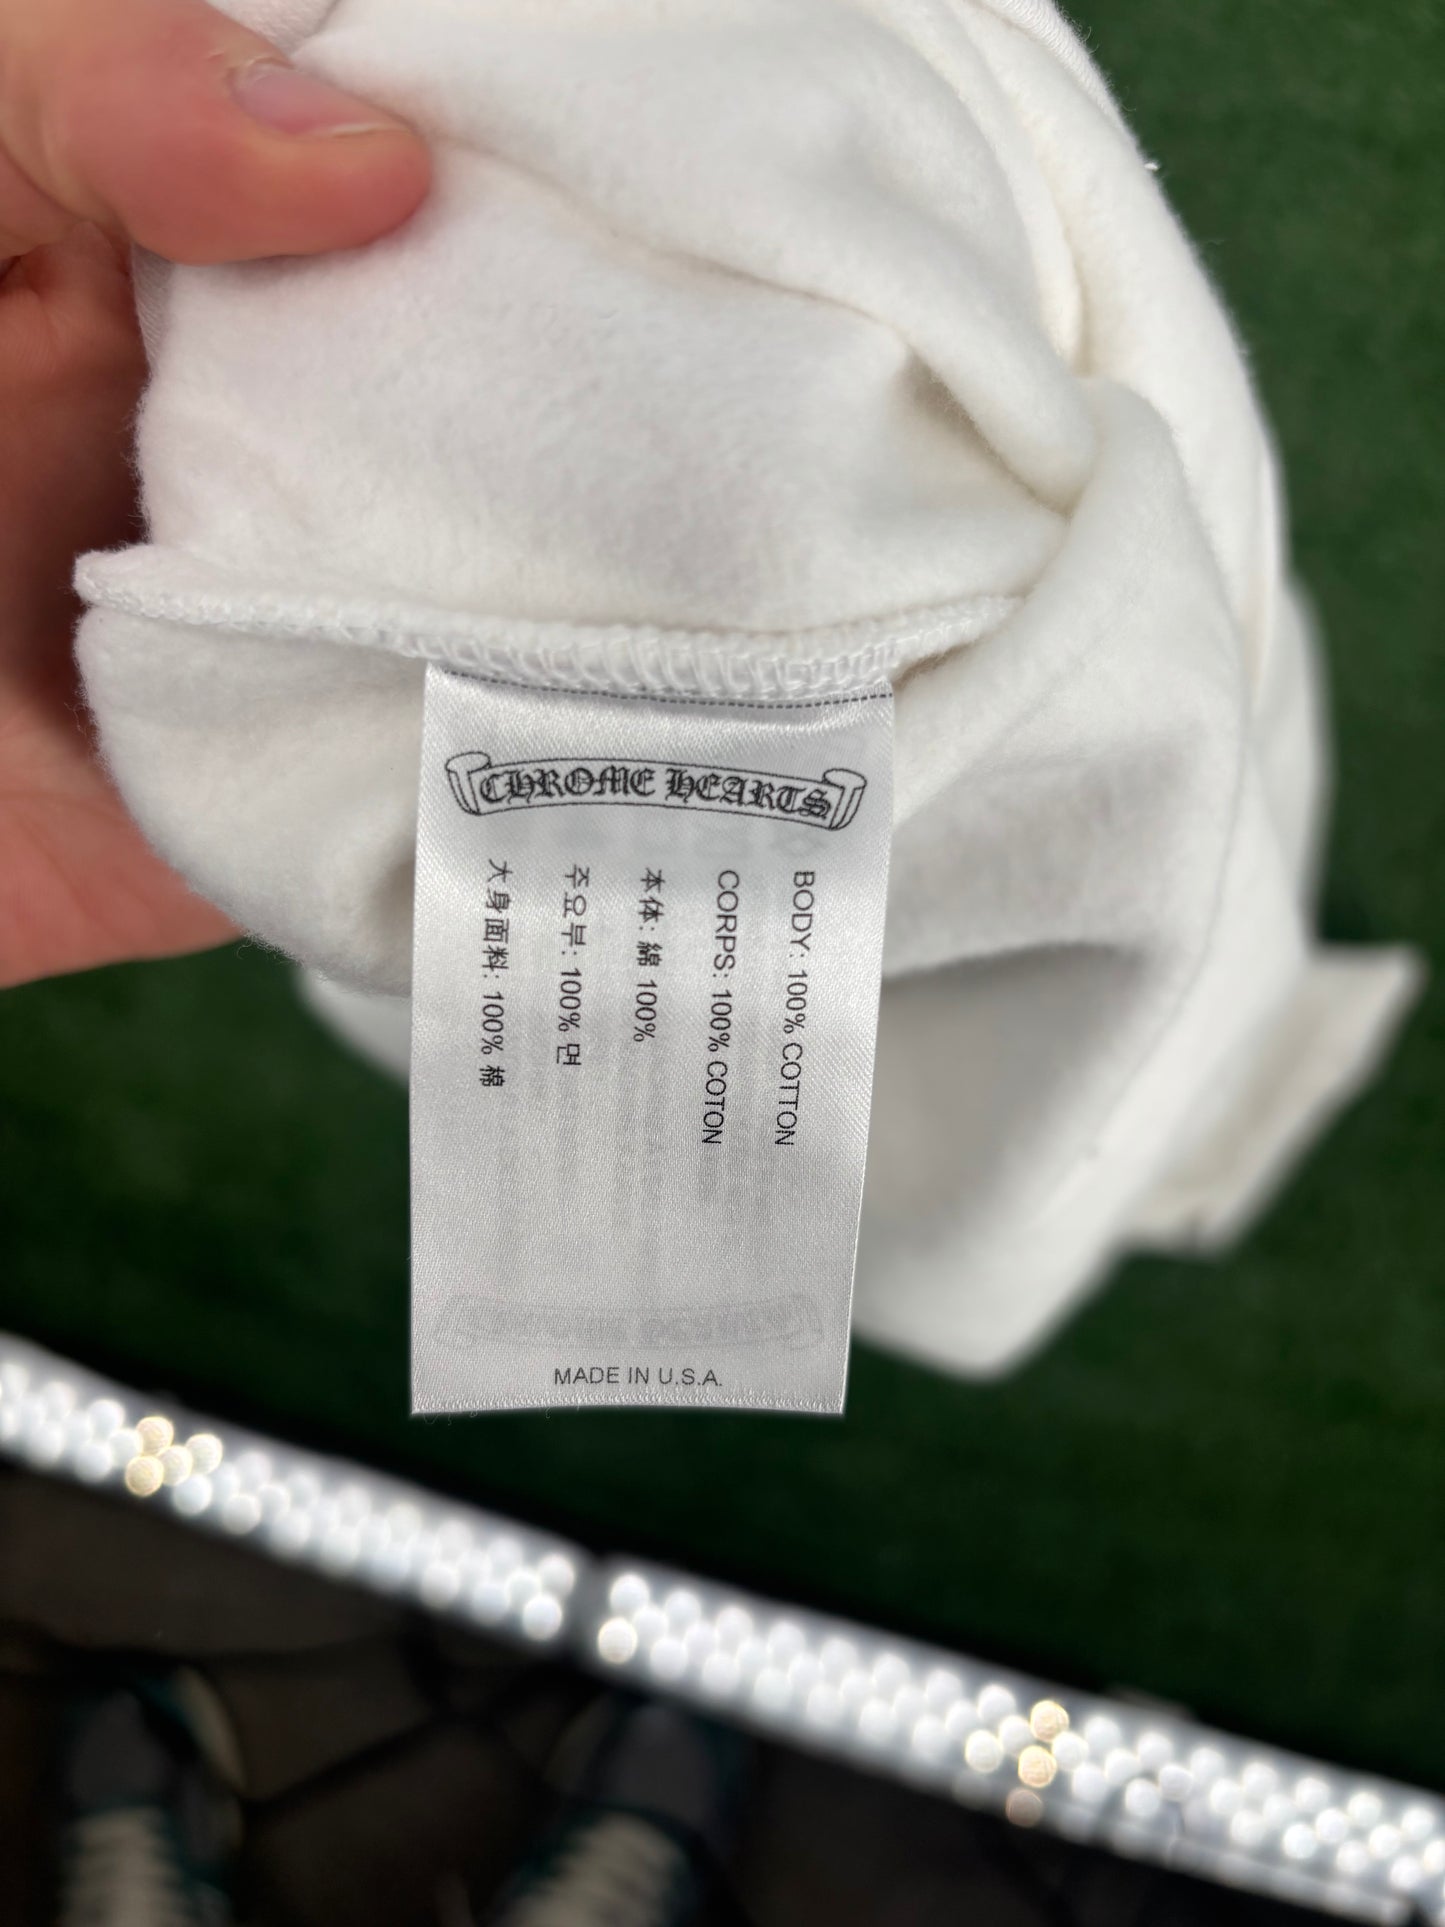 CHROME HEARTS
BODY: 100% COTTON
CORPS: 100% COTON
本体: 綿 100%
주요부: 100% 면
大身面料: 100% 棉
MADE IN U.S.A.